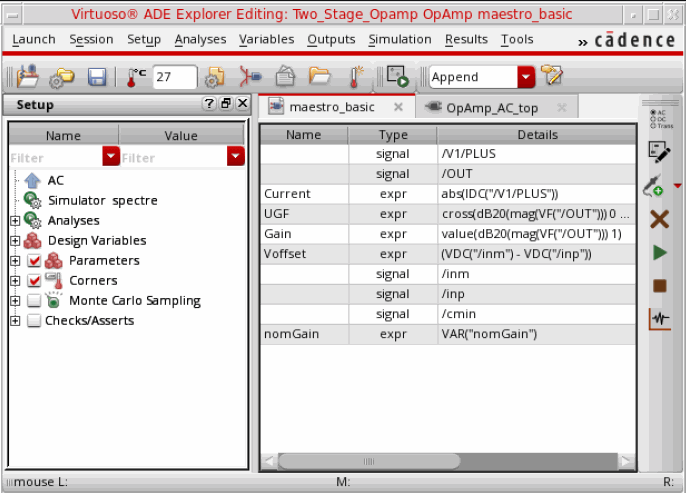 Virtuoso® ADE Explorer Editing: Two_Stage_Opamp OpAmp maestro_basic
Launch Session Setup Analyses Variables Outputs Simulation Results Tools » cādence
°C 27 Append
Setup ? maestro_basic × OpAmp_AC_top ×
AC
DC
Trans
Name Value
Filter Filter
AC
Simulator spectre
Analyses
Design Variables
Parameters
Corners
Monte Carlo Sampling
Checks/Asserts
Name Type Details
signal /V1/PLUS
signal /OUT
Current expr abs(IDC("/V1/PLUS"))
UGF expr cross(dB20(mag(VF("/OUT"))) 0 ...
Gain expr value(dB20(mag(VF("/OUT"))) 1)
Voffset expr (VDC("/inm") - VDC("/inp"))
signal /inm
signal /inp
signal /cmin
nomGain expr VAR("nomGain")
mouse L: M: R: